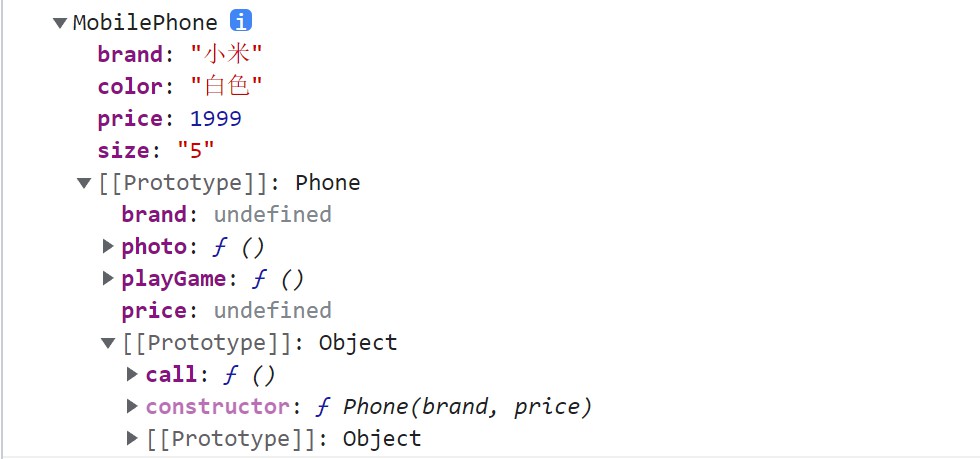 MobilePhone i
brand: "小米"
color: "白色"
price: 1999
size: "5"
[[Prototype]]: Phone
brand: undefined
photo: ƒ ()
playGame: ƒ ()
price: undefined
[[Prototype]]: Object
call: ƒ ()
constructor: ƒ Phone(brand, price)
[[Prototype]]: Object